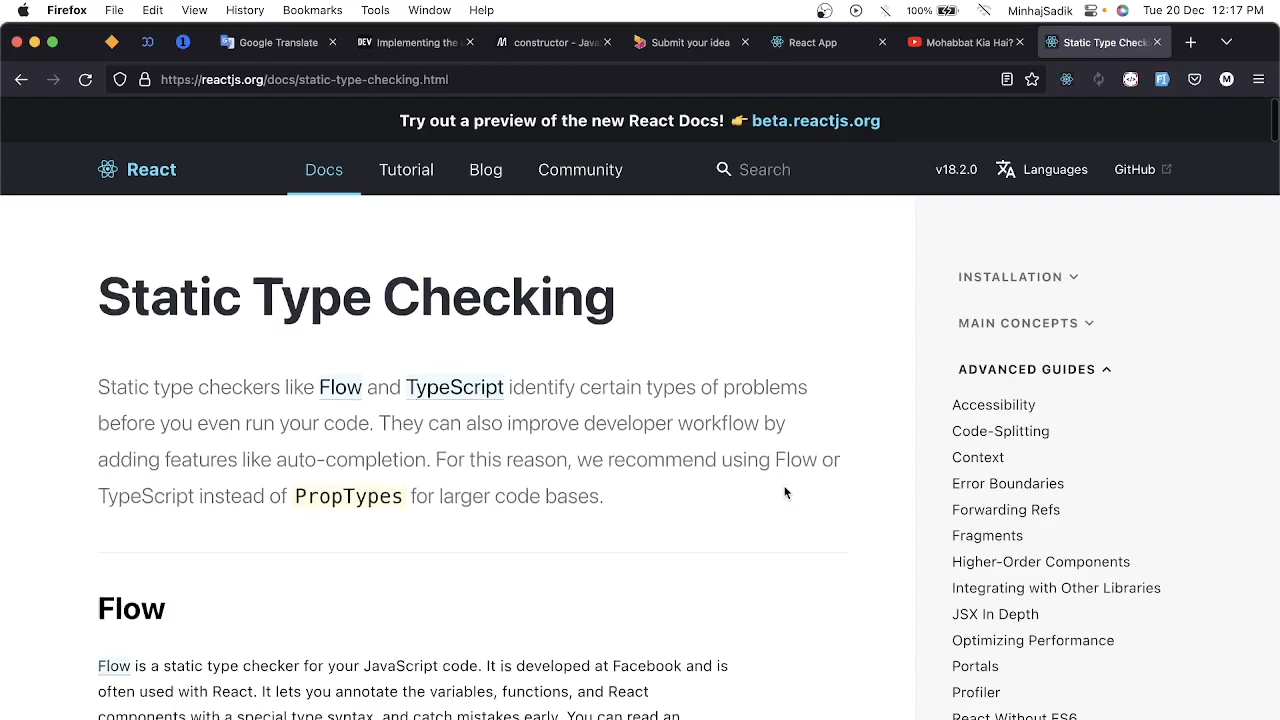 Firefox File Edit View History Bookmarks Tools Window Help 100% MinhajSadik Tue 20 Dec 12:17 PM
Google Translate DEV Implementing the constructor - Java Submit your idea React App Mohabbat Kia Hai? Static Type Check
https://reactjs.org/docs/static-type-checking.html
Try out a preview of the new React Docs! 👉 beta.reactjs.org
React Docs Tutorial Blog Community Search v18.2.0 Languages GitHub
Static Type Checking
Static type checkers like Flow and TypeScript identify certain types of problems
before you even run your code. They can also improve developer workflow by
adding features like auto-completion. For this reason, we recommend using Flow or
TypeScript instead of PropTypes for larger code bases.
Flow
Flow is a static type checker for your JavaScript code. It is developed at Facebook and is
often used with React. It lets you annotate the variables, functions, and React
components with a special type syntax, and catch mistakes early. You can read an
INSTALLATION
MAIN CONCEPTS
ADVANCED GUIDES
Accessibility
Code-Splitting
Context
Error Boundaries
Forwarding Refs
Fragments
Higher-Order Components
Integrating with Other Libraries
JSX In Depth
Optimizing Performance
Portals
Profiler
React Without ES6